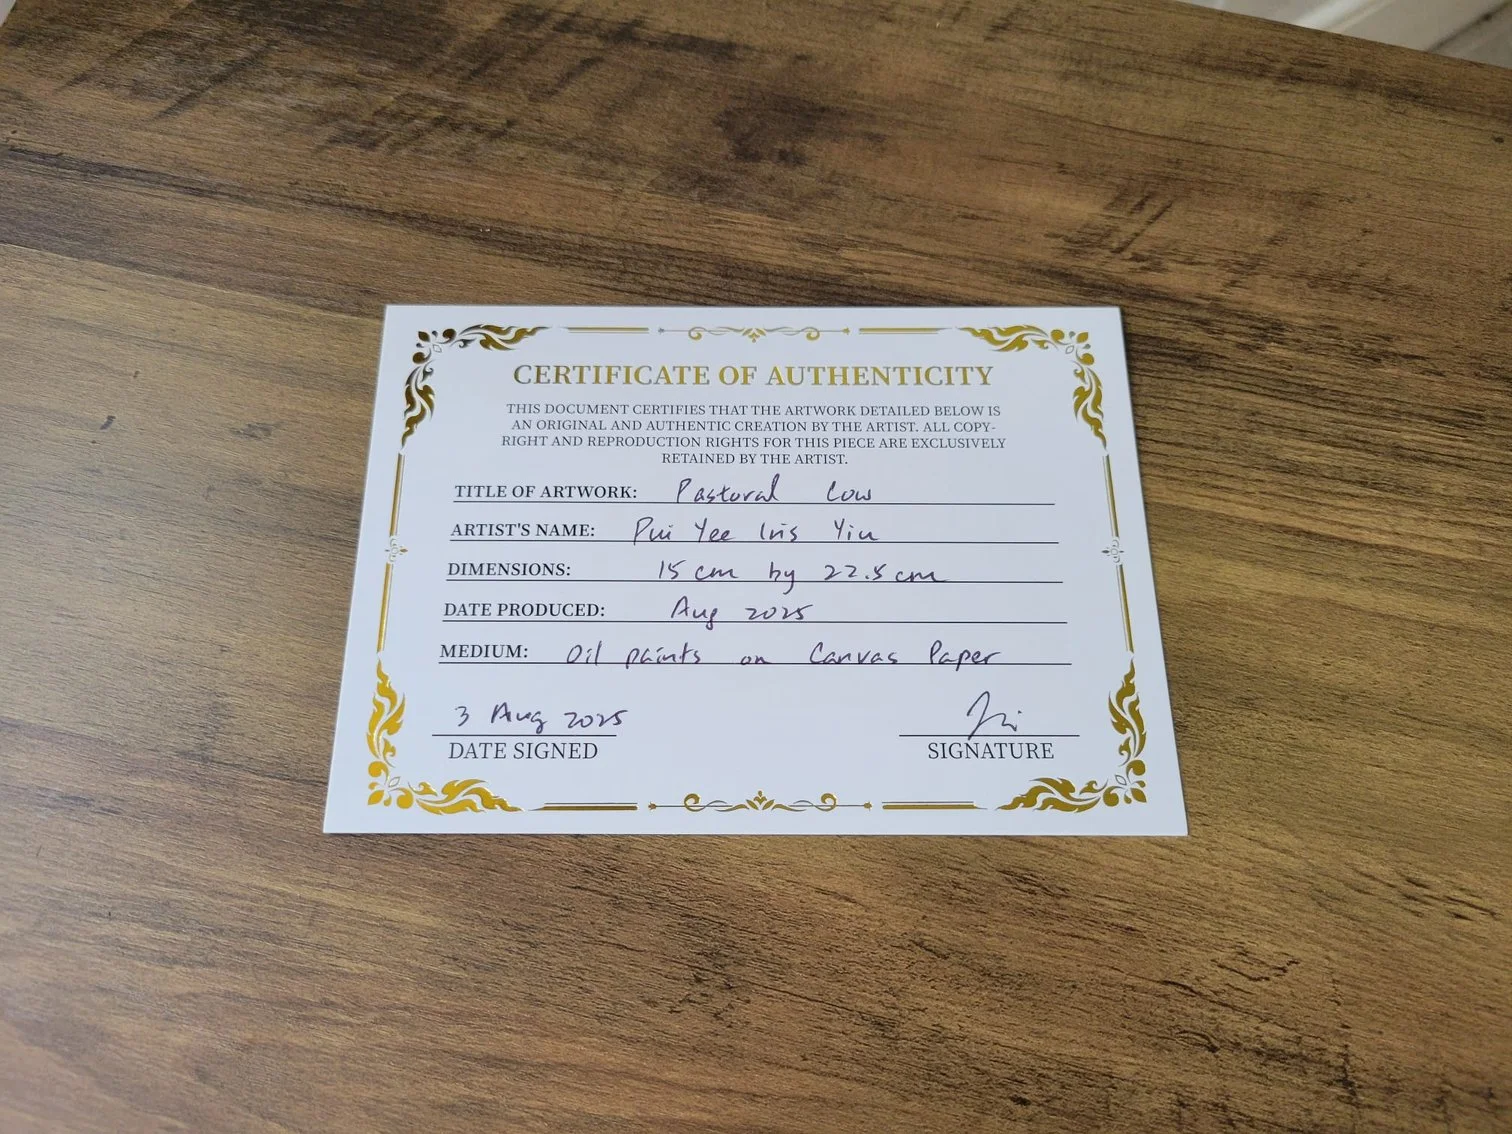 CERTIFICATE OF AUTHENTICITY
THIS DOCUMENT CERTIFIES THAT THE ARTWORK DETAILED BELOW IS
AN ORIGINAL AND AUTHENTIC CREATION BY THE ARTIST. ALL COPY-
RIGHT AND REPRODUCTION RIGHTS FOR THIS PIECE ARE EXCLUSIVELY
RETAINED BY THE ARTIST.
TITLE OF ARTWORK: Pastoral Cow
ARTIST'S NAME: Pui Yee Iris Yiu
DIMENSIONS: 15 cm by 22.5 cm
DATE PRODUCED: Aug 2025
MEDIUM: Oil paints on Canvas Paper
3 Aug 2025
DATE SIGNED SIGNATURE